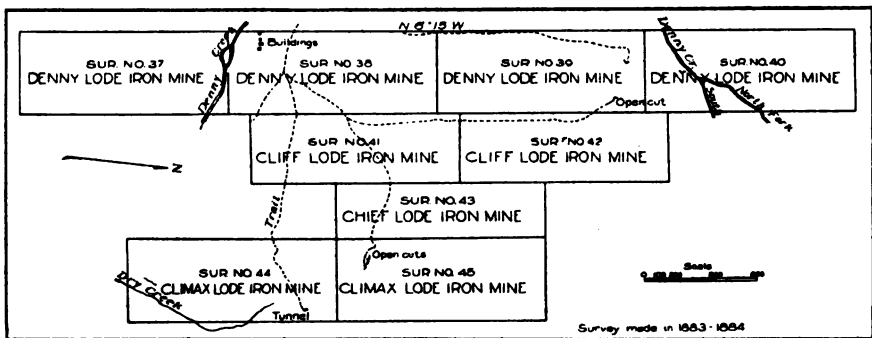 N 6°15 W
SUR. NO. 37
DENNY LODE IRON MINE
Denny Creek
Buildings
SUR NO. 38
DENNY LODE IRON MINE
SUR NO. 39
DENNY LODE IRON MINE
Open cut
Denny Cr
SUR. NO. 40
DENNY LODE IRON MINE
South
North Fork
SUR NO. 41
CLIFF LODE IRON MINE
SUR NO. 42
CLIFF LODE IRON MINE
N
Trail
SUR. NO. 43
CHIEF LODE IRON MINE
Open cuts
SUR NO 44
CLIMAX LODE IRON MINE
Dry Creek
Tunnel
SUR NO. 45
CLIMAX LODE IRON MINE
Scale
0
Survey made in 1883-1884